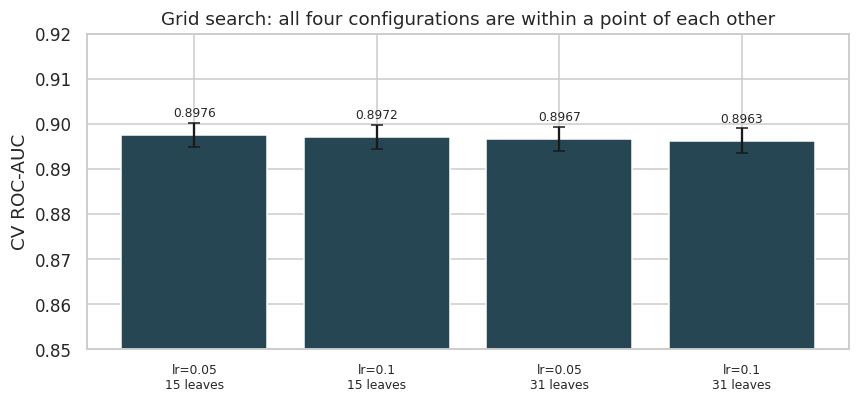 Grid search: all four configurations are within a point of each other
CV ROC-AUC
0.92
0.91
0.90
0.89
0.88
0.87
0.86
0.85
0.8976
0.8972
0.8967
0.8963
lr=0.05
15 leaves
lr=0.1
15 leaves
lr=0.05
31 leaves
lr=0.1
31 leaves